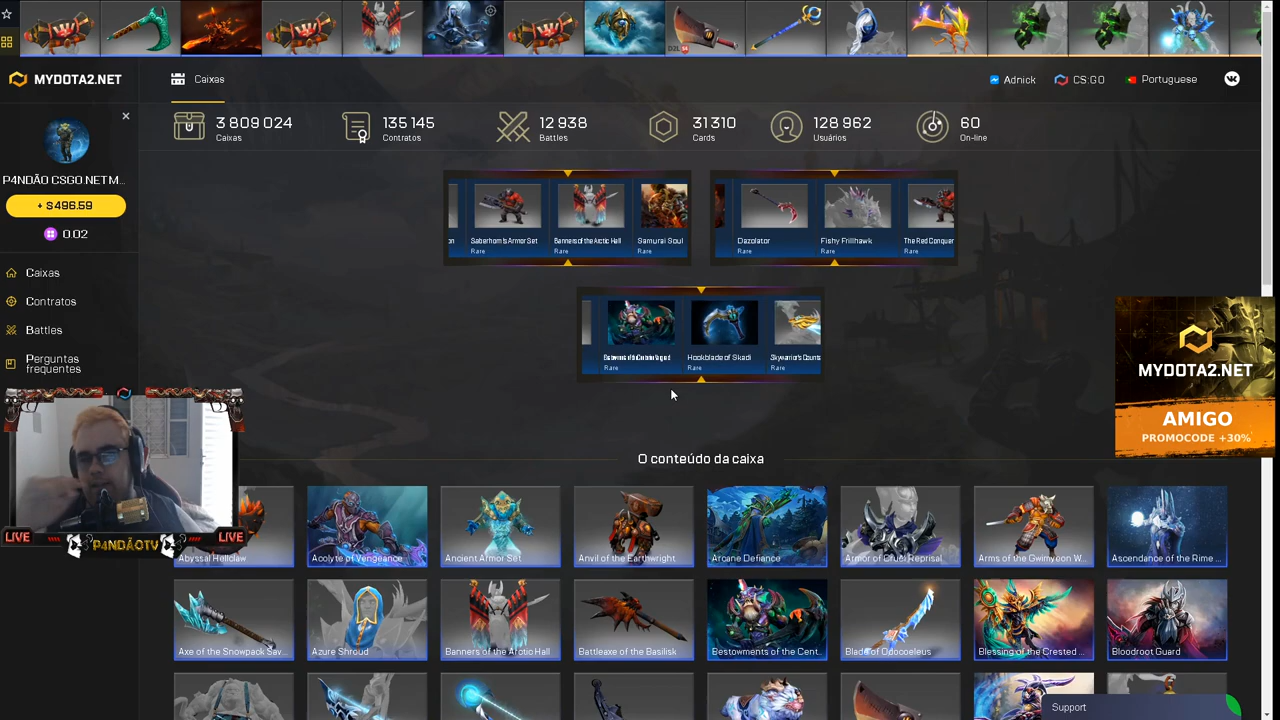 MYDOTA2.NET
Caixas
Adnick
CS:GO
Portuguese
3 809 024
Caixas
135 145
Contratos
12 938
Battles
31 310
Cards
128 962
Usuários
60
On-line
P4NDÃO CSGO NET M...
+ $496.59
0.02
Caixas
Contratos
Battles
Perguntas
frequentes
Saberhorn's Armor Set
Rare
Banners of the Arctic Hall
Rare
Samurai Soul
Rare
Dazolator
Rare
Fishy Frillhawk
Rare
The Red Conquer
Rare
Rare
Hookblade of Skadi
Rare
Rare
MYDOTA2.NET
AMIGO
PROMOCODE +30%
LIVE
P4NDÃOTV
LIVE
O conteúdo da caixa
Abyssal Hellclaw
Acolyte of Vengeance
Ancient Armor Set
Anvil of the Earthwright
Arcane Defiance
Armor of Cruel Reprisal
Arms of the Gwimyeon W...
Ascendance of the Rime ...
Axe of the Snowpack Sav...
Azure Shroud
Banners of the Arctic Hall
Battleaxe of the Basilisk
Bestowments of the Cent...
Blade of Opocoeleus
Blessing of the Crested ...
Bloodroot Guard
Support